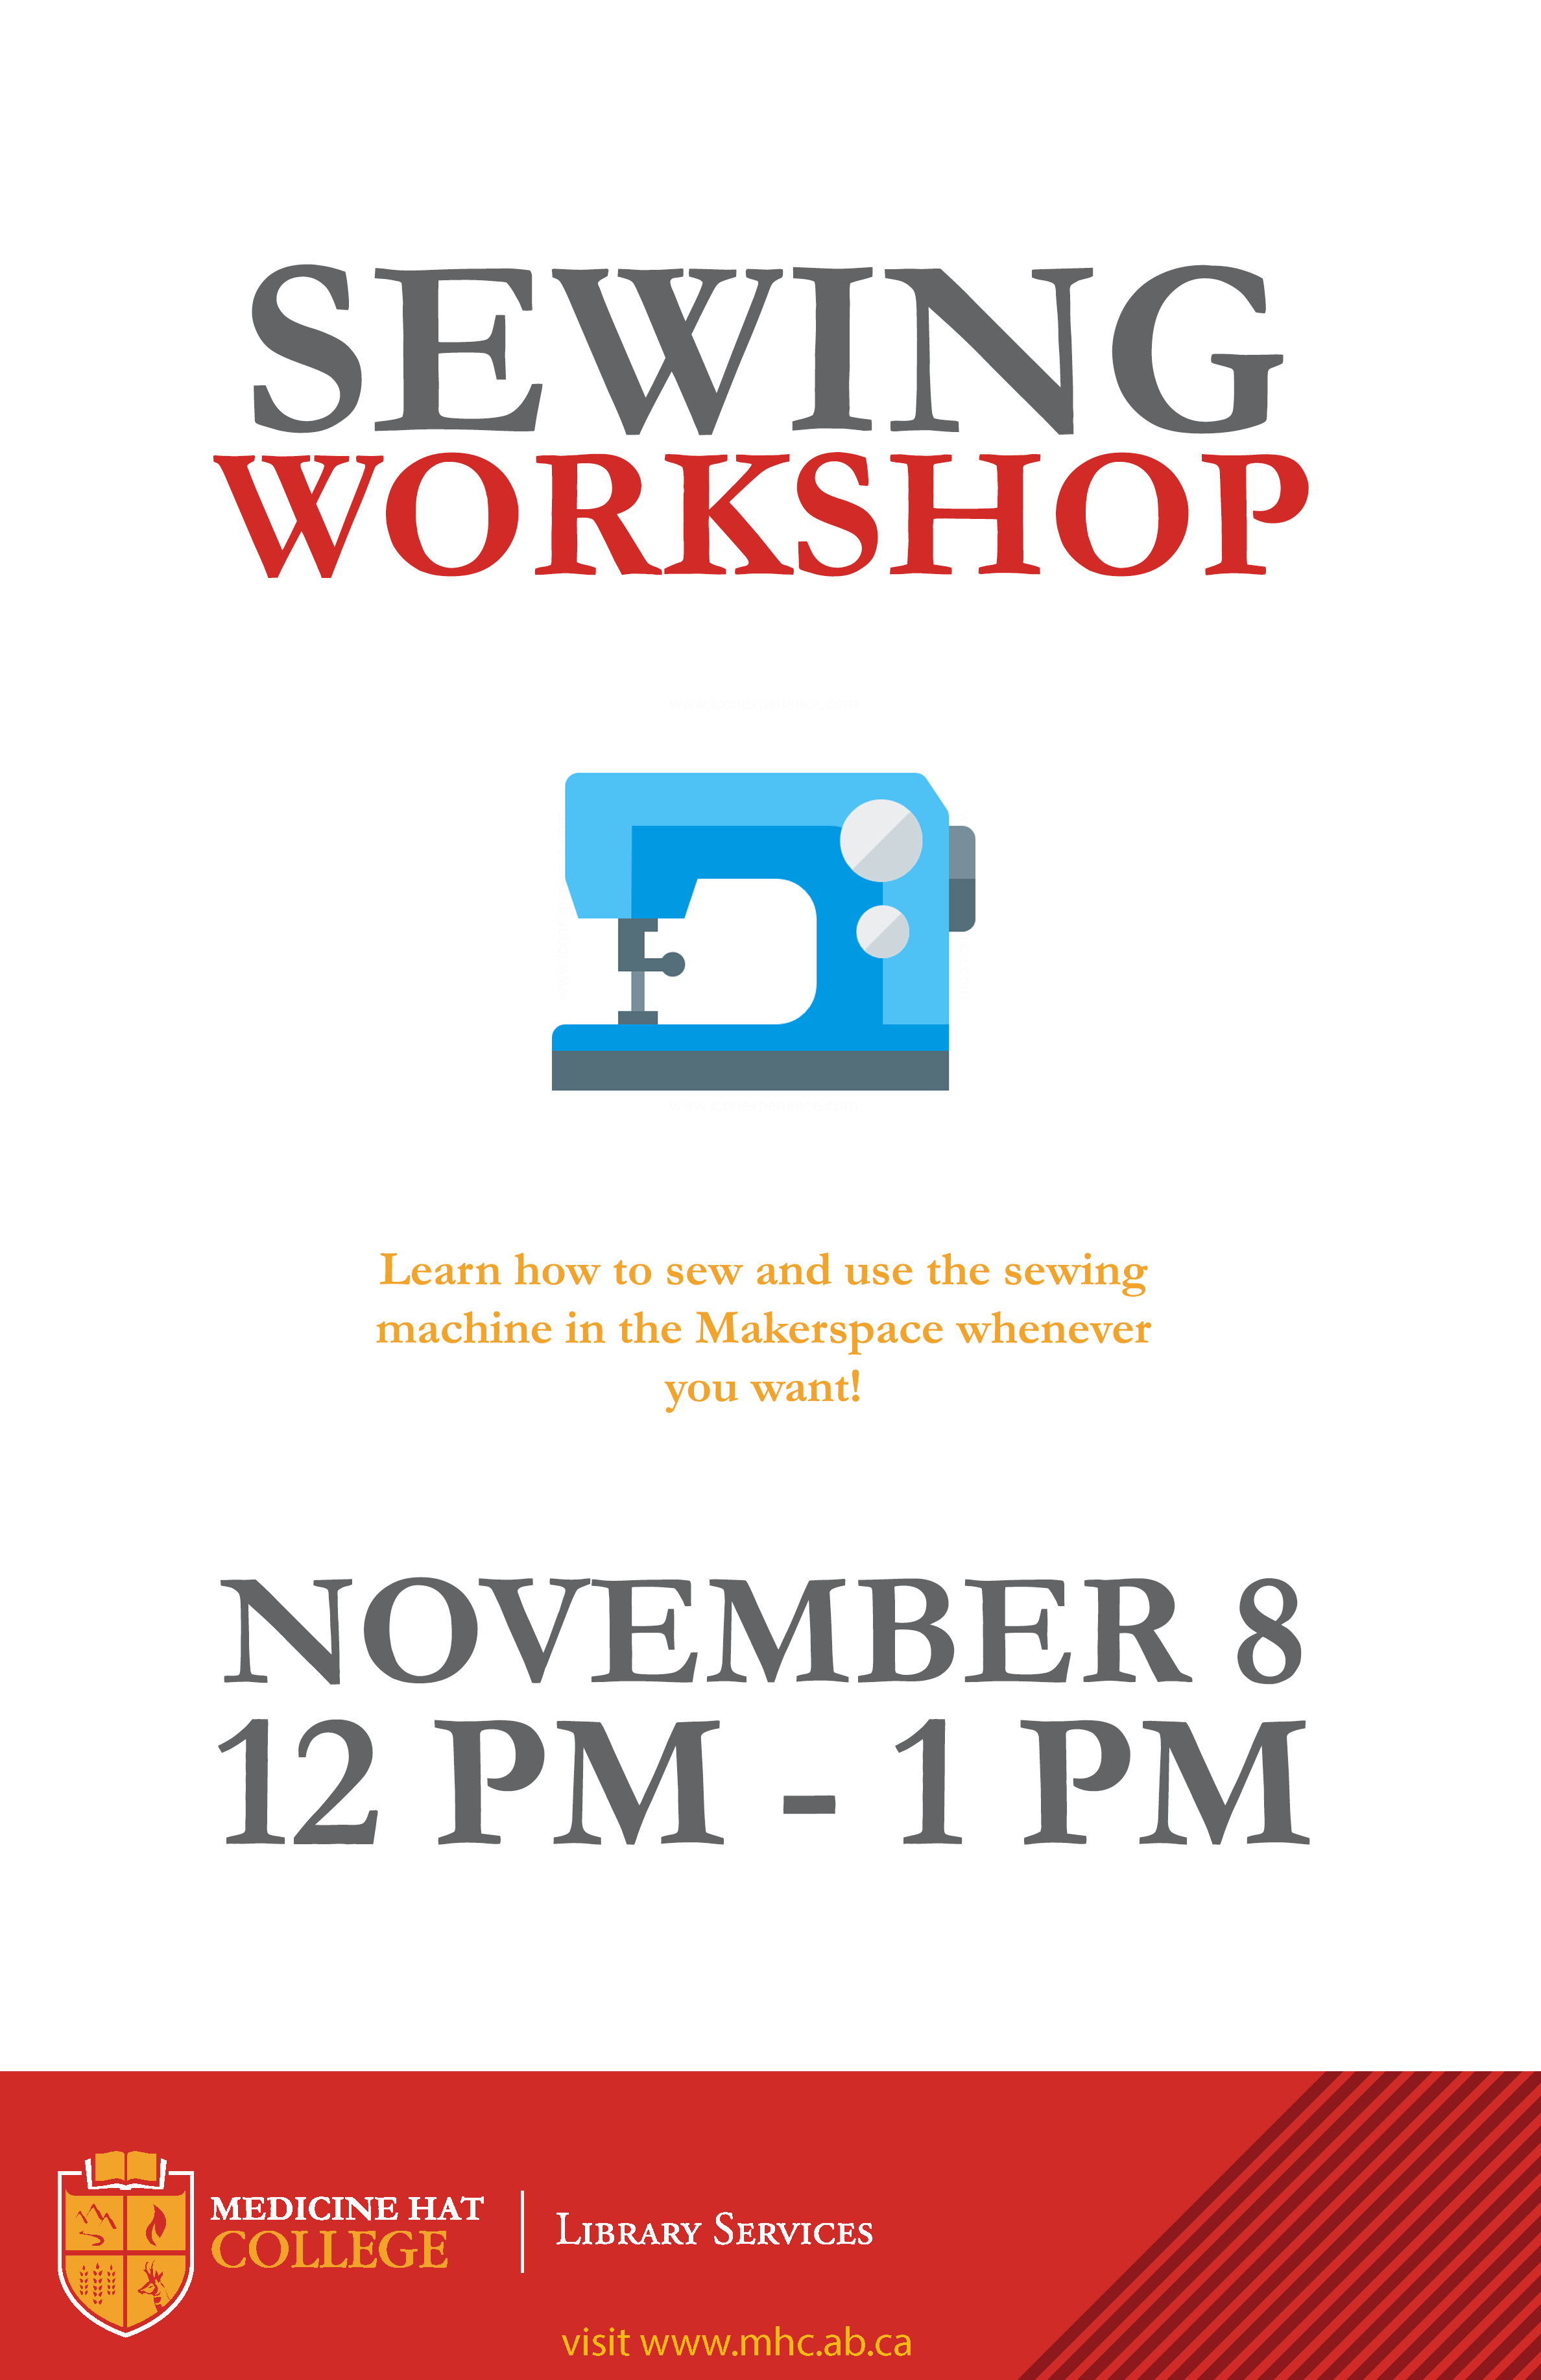 SEWING
WORKSHOP
Learn how to sew and use the sewing
machine in the Makerspace whenever
you want!
NOVEMBER 8
12 PM - 1 PM
MEDICINE HAT
COLLEGE
LIBRARY SERVICES
visit www.mhc.ab.ca